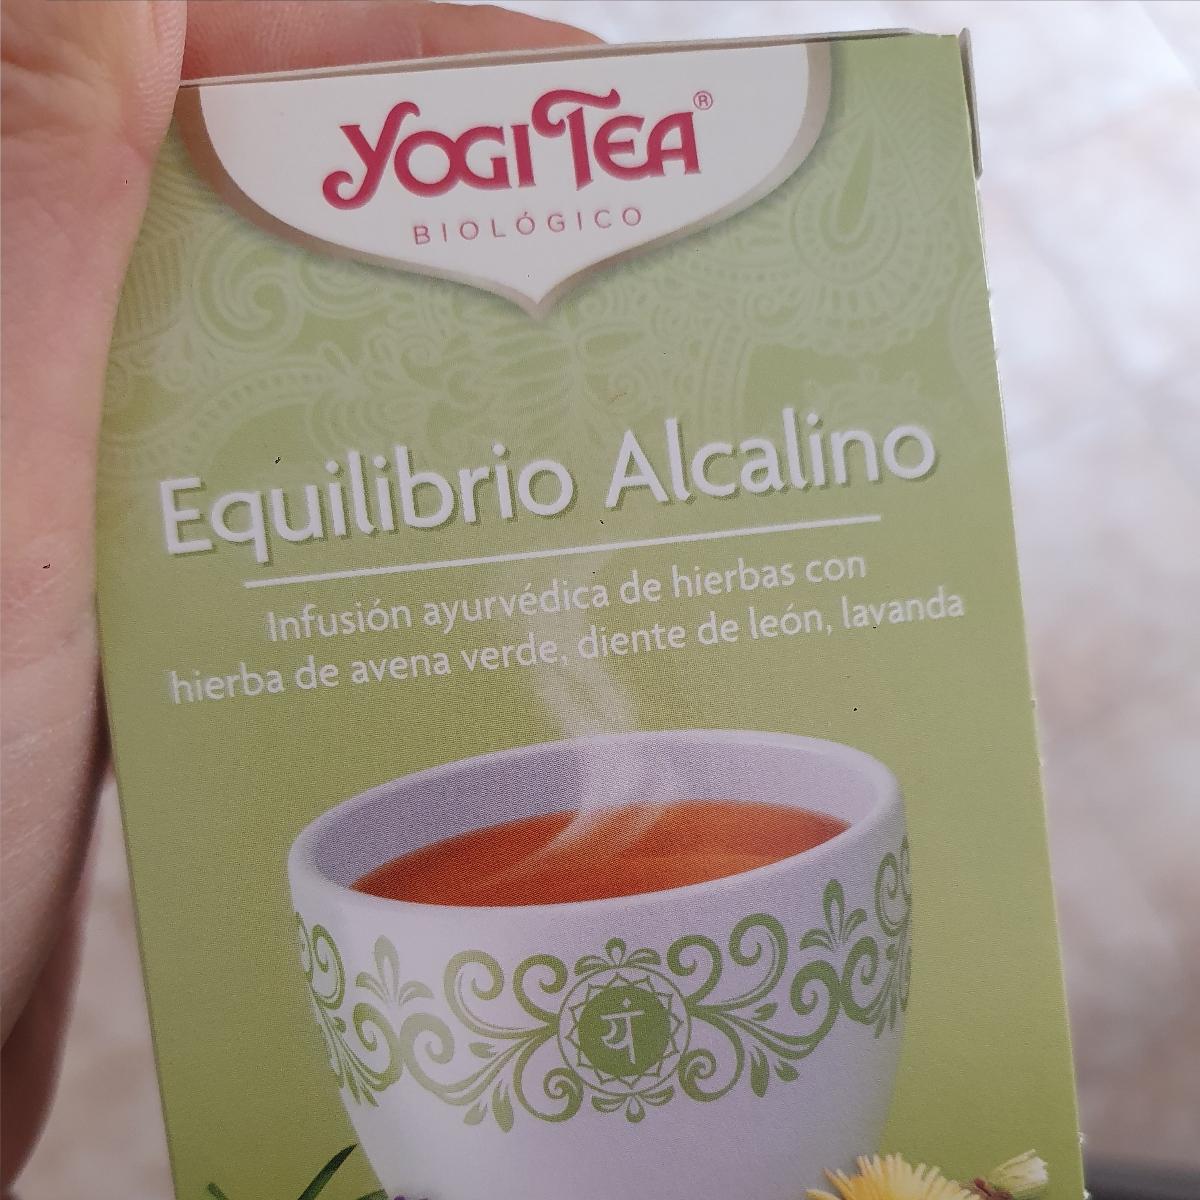 YOGI TEA®
BIOLÓGICO
Equilibrio Alcalino
Infusión ayurvédica de hierbas con
hierba de avena verde, diente de león, lavanda
यं